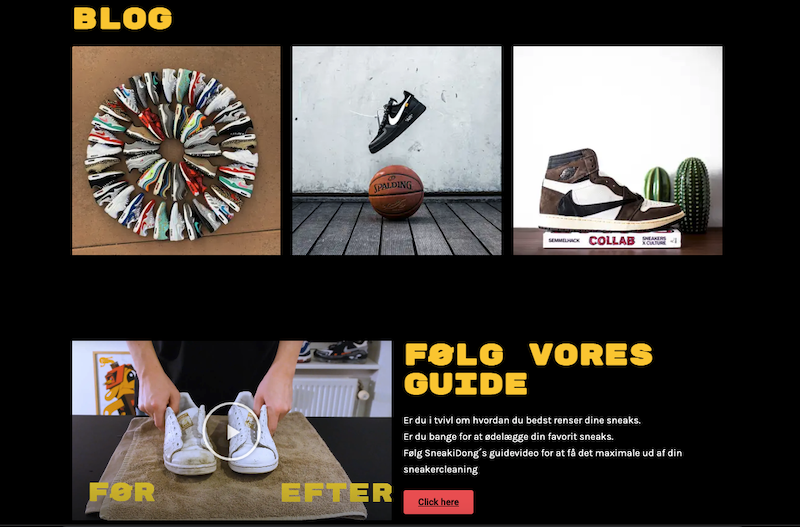 BLOG
SPALDING
SEMMELHACK COLLAB SNEAKERS X CULTURE
FØLG VORES
GUIDE
Er du i tvivl om hvordan du bedst renser dine sneaks.
Er du bange for at ødelægge din favorit sneaks.
Følg SneakiDong´s guidevideo for at få det maximale ud af din
sneakercleaning
FØR EFTER
Click here